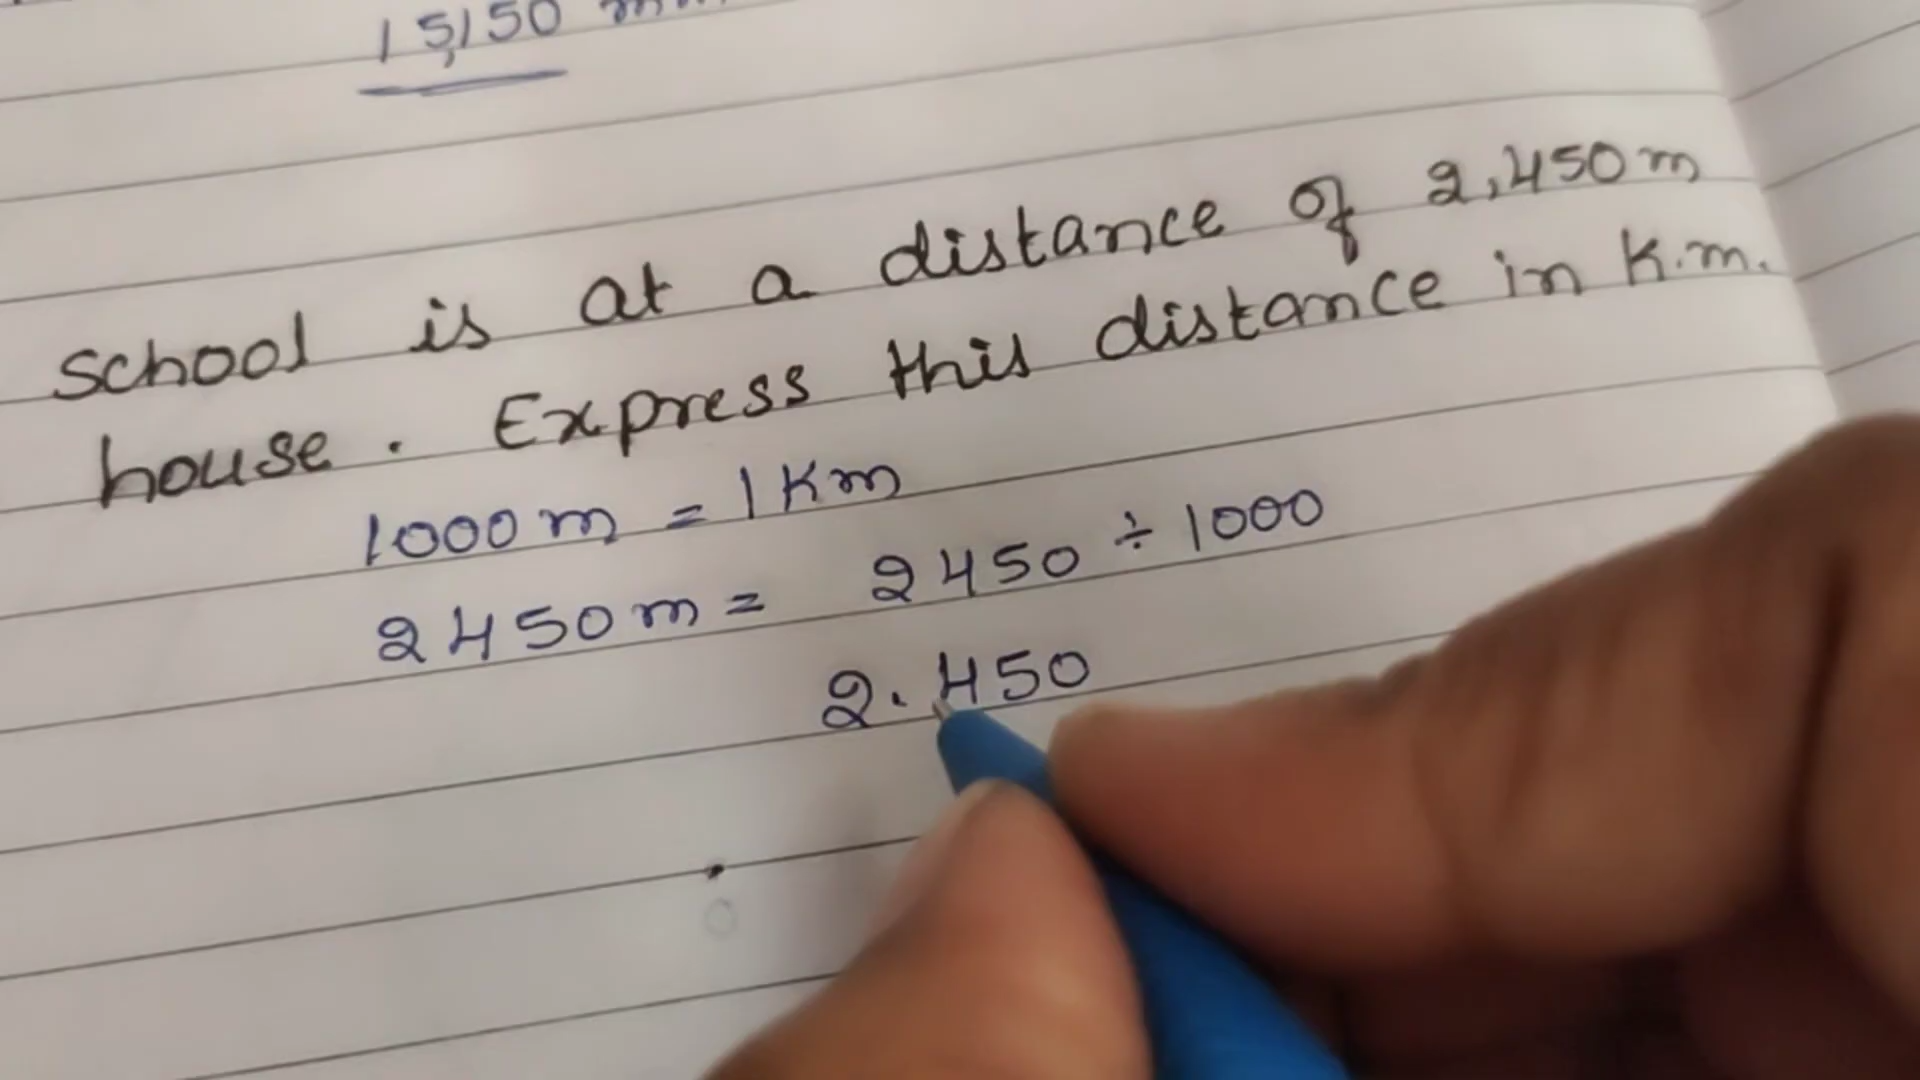 15,150
school is at a distance of 2,450 m
house. Express this distance in K.m.
1000 m = 1 Km
2450 m = 2450 ÷ 1000
2.450